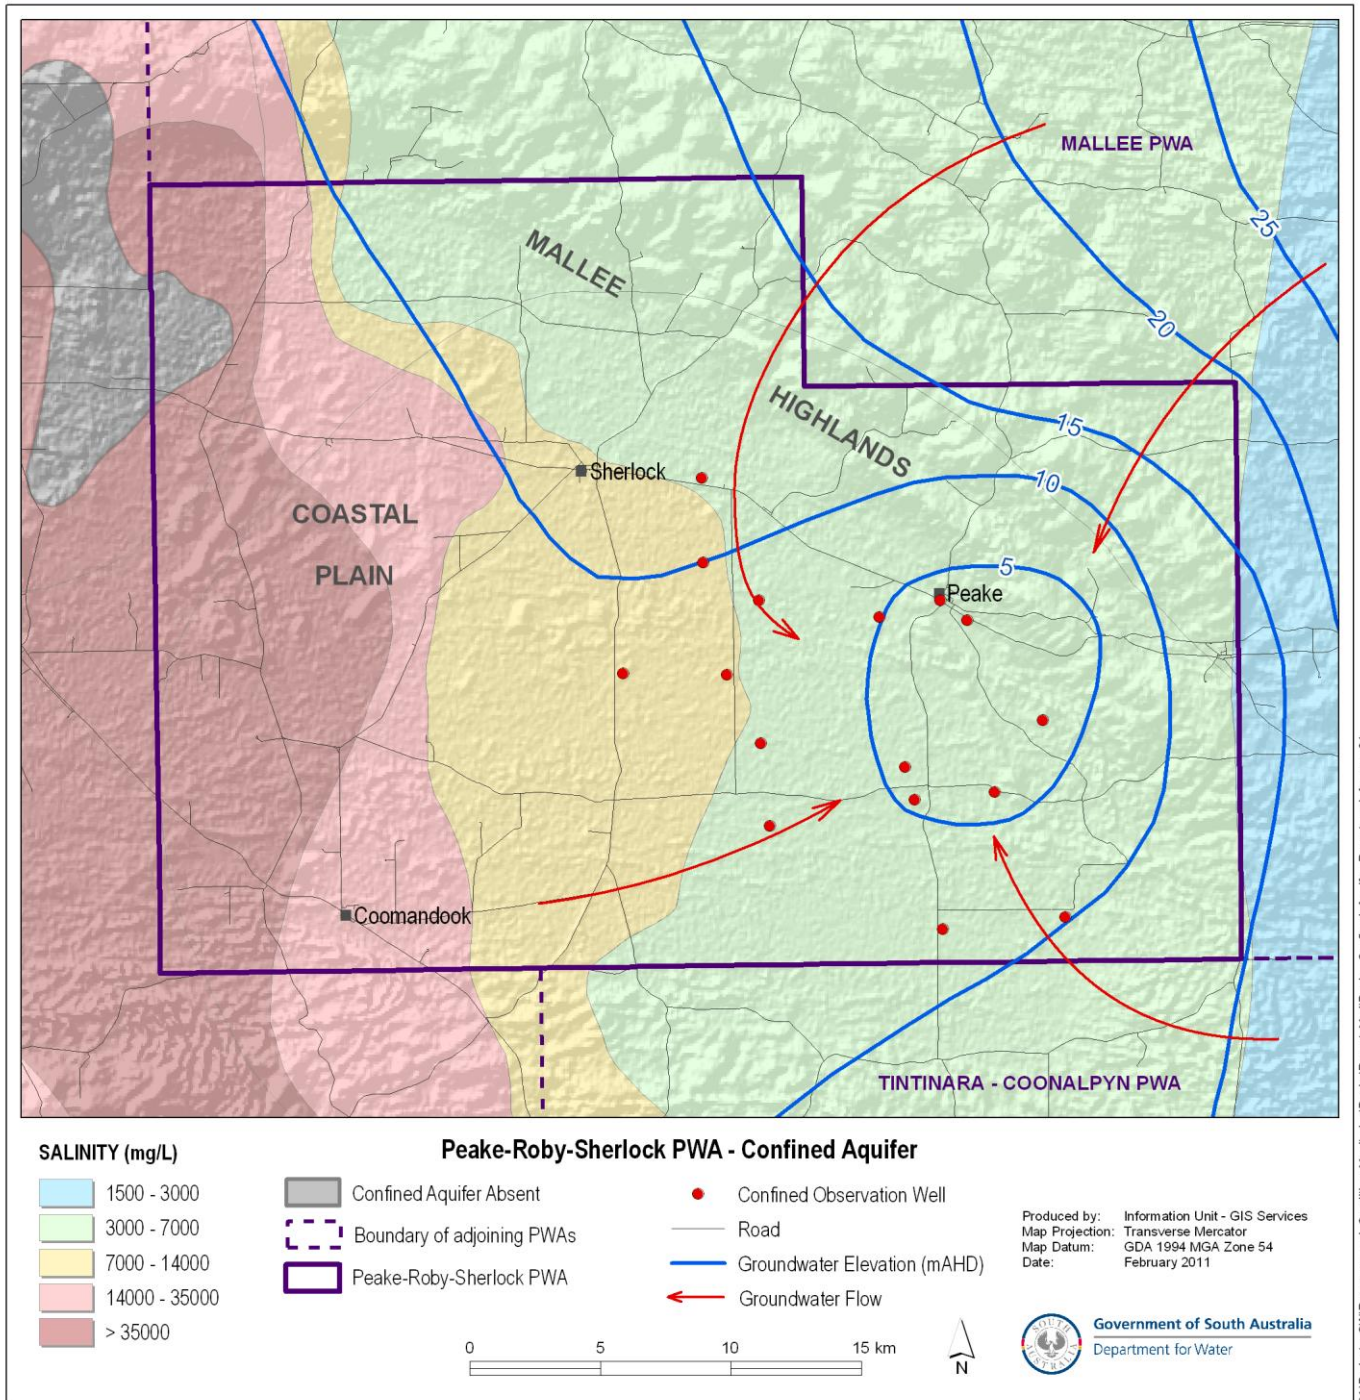 MALLEE PWA
25
MALLEE
20
HIGHLANDS
15
Sherlock
10
COASTAL
PLAIN
5
Peake
Coomandook
TINTINARA - COONALPYN PWA
Peake-Roby-Sherlock PWA - Confined Aquifer
SALINITY (mg/L)
1500 - 3000
3000 - 7000
7000 - 14000
14000 - 35000
> 35000
Confined Aquifer Absent
Boundary of adjoining PWAs
Peake-Roby-Sherlock PWA
Confined Observation Well
Road
Groundwater Elevation (mAHD)
Groundwater Flow
Produced by: Information Unit - GIS Services
Map Projection: Transverse Mercator
Map Datum: GDA 1994 MGA Zone 54
Date: February 2011
0 5 10 15 km
N
SOUTH
AUSTRALIA
Government of South Australia
Department for Water